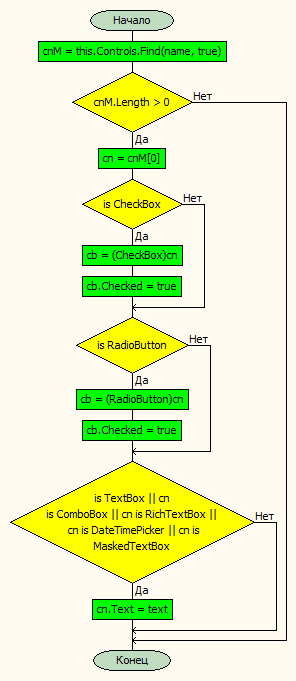 Начало
cnM = this.Controls.Find(name, true)
cnM.Length > 0
Нет
Да
cn = cnM[0]
is CheckBox
Нет
Да
cb = (CheckBox)cn
cb.Checked = true
is RadioButton
Нет
Да
cb = (RadioButton)cn
cb.Checked = true
is TextBox || cn
is ComboBox || cn is RichTextBox ||
cn is DateTimePicker || cn is
MaskedTextBox
Нет
Да
cn.Text = text
Конец